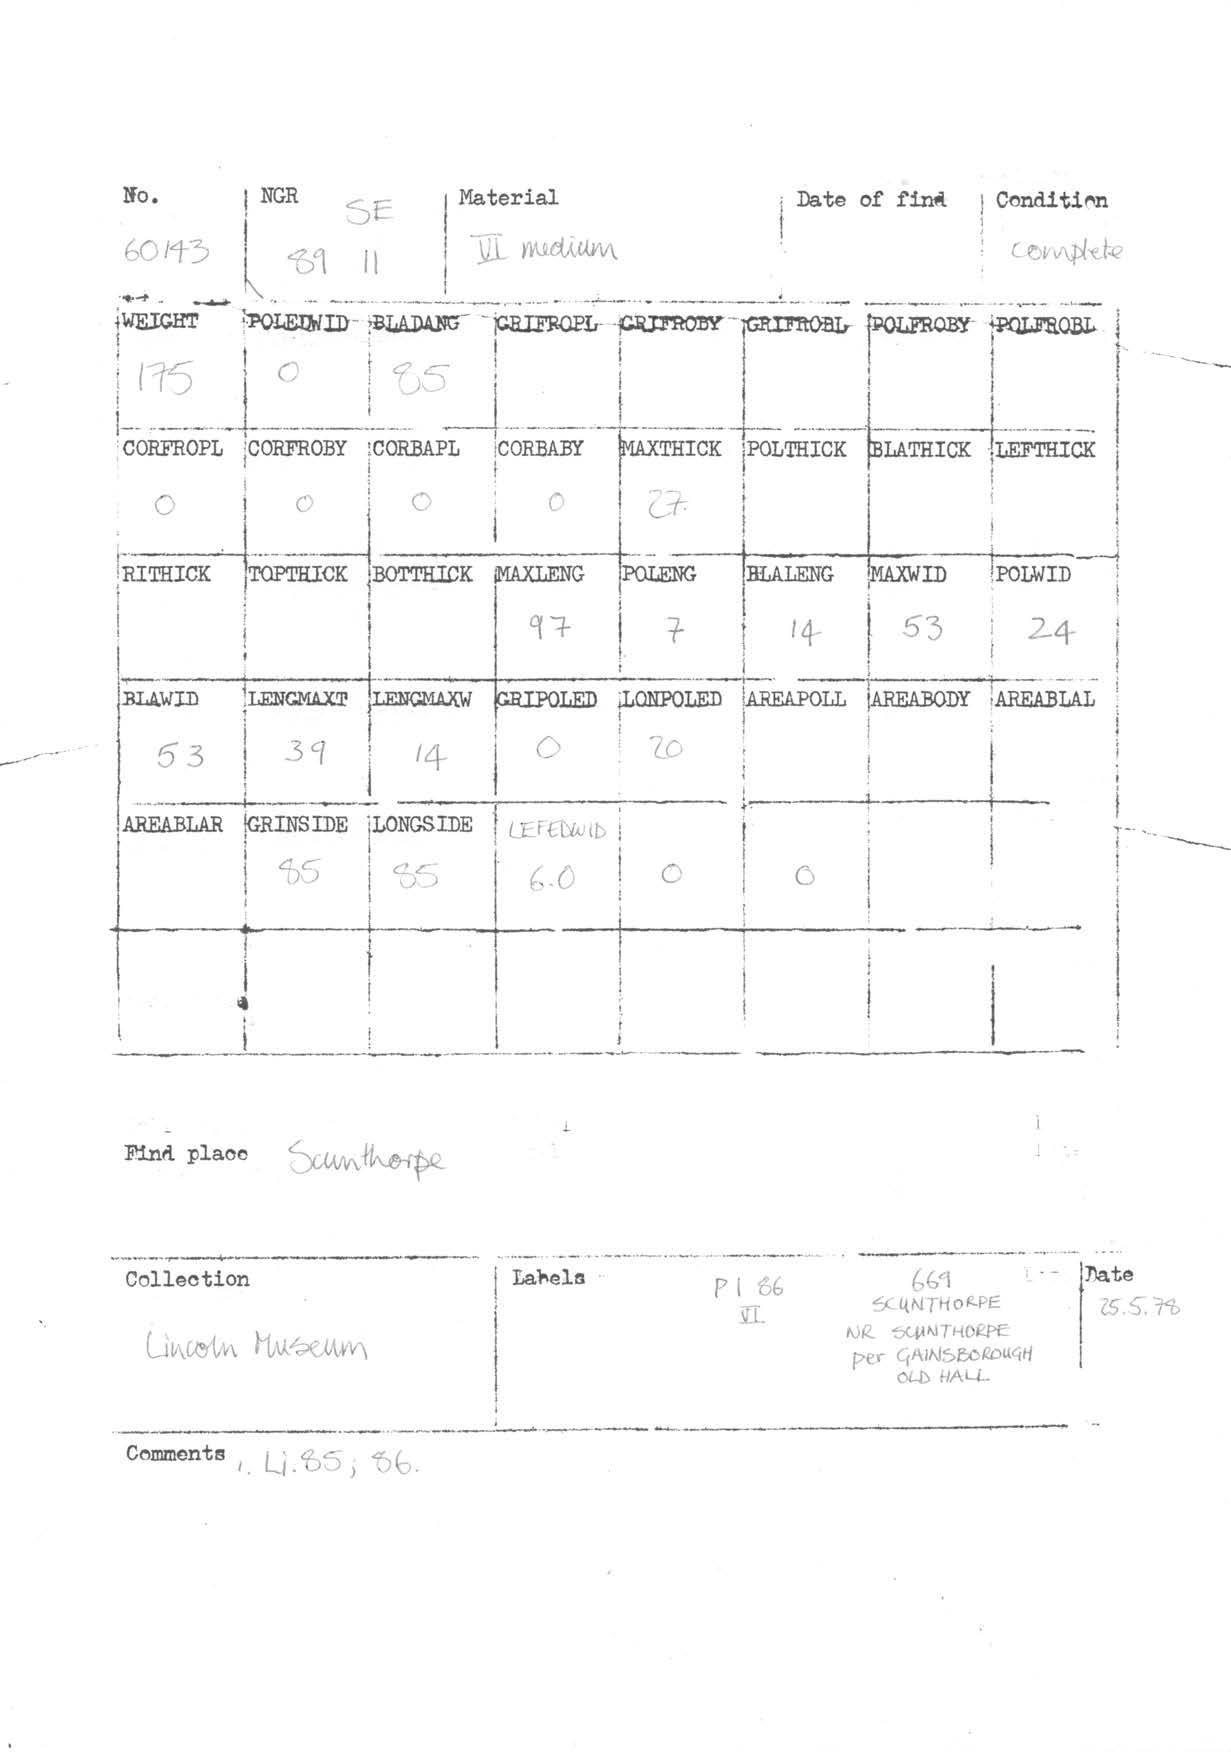 No. NGR Material Date of find Condition
SE
60143 89 11 VI medium complete
WEIGHT POLEDWID BLADANG GRIFROPL GRIFROBY GRIFROBL POLFROBY POLFROBL
175 0 85
CORFROPL CORFROBY CORBAPL CORBABY MAXTHICK POLTHICK BLATHICK LEFTHICK
0 0 0 0 27
RITHICK TOPTHICK BOTTHICK MAXLENG POLENG BLALENG MAXWID POLWID
97 7 14 53 24
BLAWID LENGMAXT LENGMAXW GRIPOLED LONPOLED AREAPOLL AREABODY AREABLAL
53 39 14 0 20
AREABLAR GRINSIDE LONGSIDE LEFEDWID
85 85 6.0 0 0
Find place Scunthorpe
Collection Labels Date
P1 86 669 25.5.78
VI SCUNTHORPE
NR SCUNTHORPE
Lincoln Museum per GAINSBOROUGH
OLD HALL
Comments Li.85; 86.